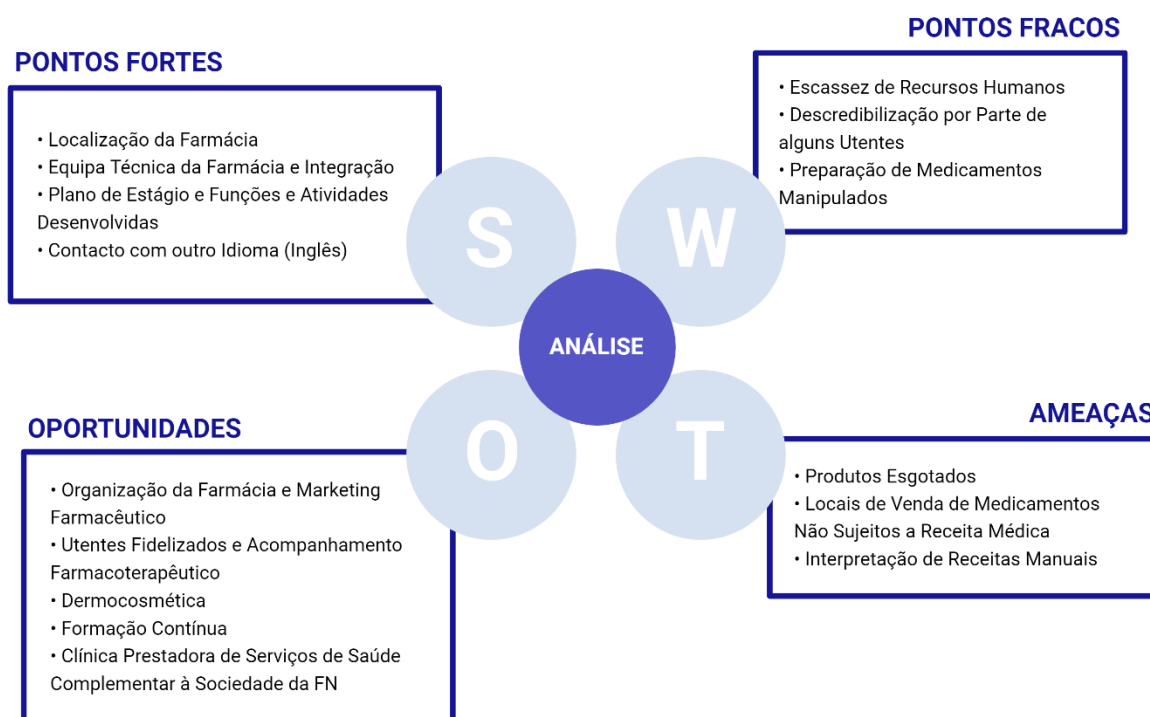 PONTOS FORTES
• Localização da Farmácia
• Equipa Técnica da Farmácia e Integração
• Plano de Estágio e Funções e Atividades
Desenvolvidas
• Contacto com outro Idioma (Inglês)
PONTOS FRACOS
• Escassez de Recursos Humanos
• Descredibilização por Parte de
alguns Utentes
• Preparação de Medicamentos
Manipulados
S
W
ANÁLISE
O
T
OPORTUNIDADES
• Organização da Farmácia e Marketing
Farmacêutico
• Utentes Fidelizados e Acompanhamento
Farmacoterapêutico
• Dermocosmética
• Formação Contínua
• Clínica Prestadora de Serviços de Saúde
Complementar à Sociedade da FN
AMEAÇAS
• Produtos Esgotados
• Locais de Venda de Medicamentos
Não Sujeitos a Receita Médica
• Interpretação de Receitas Manuais